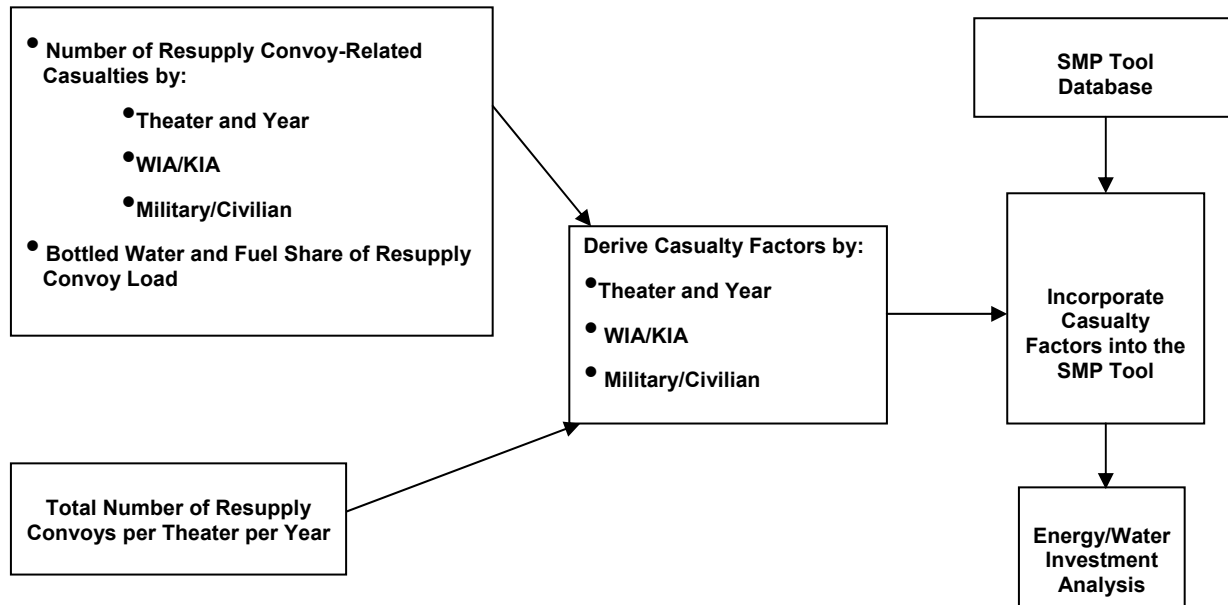 • Number of Resupply Convoy-Related
Casualties by:
•Theater and Year
•WIA/KIA
•Military/Civilian
• Bottled Water and Fuel Share of Resupply
Convoy Load
Total Number of Resupply
Convoys per Theater per Year
Derive Casualty Factors by:
•Theater and Year
• WIA/KIA
• Military/Civilian
SMP Tool
Database
Incorporate
Casualty
Factors into the
SMP Tool
Energy/Water
Investment
Analysis